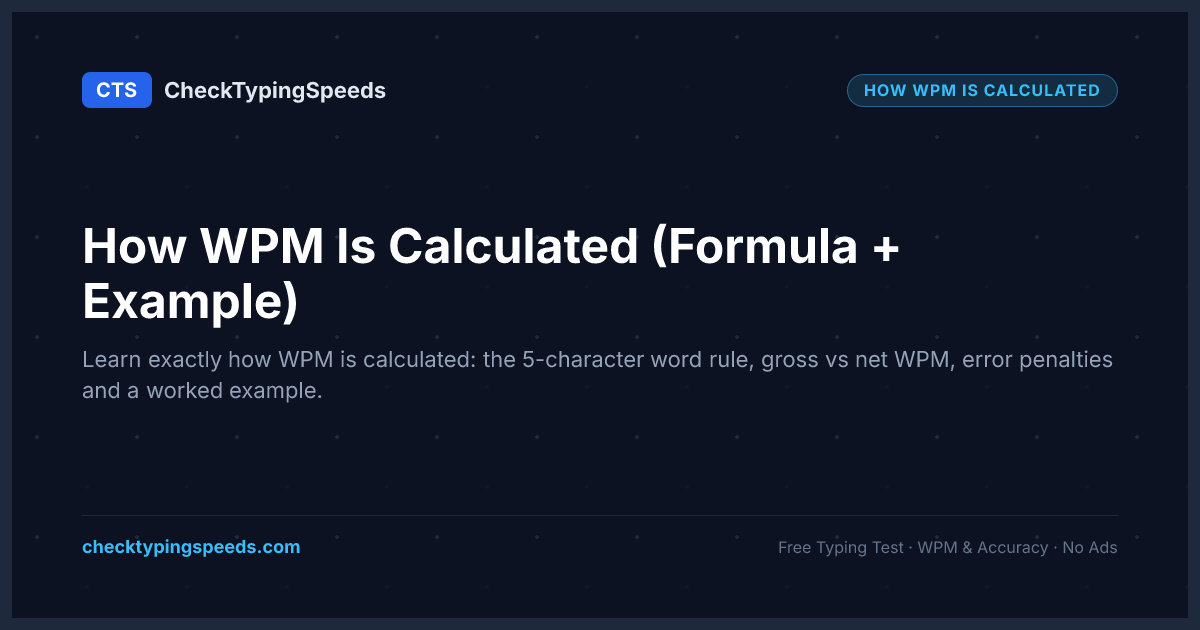 CTS CheckTypingSpeeds
HOW WPM IS CALCULATED
How WPM Is Calculated (Formula +
Example)
Learn exactly how WPM is calculated: the 5-character word rule, gross vs net WPM, error penalties
and a worked example.
checktypingspeeds.com
Free Typing Test · WPM & Accuracy · No Ads